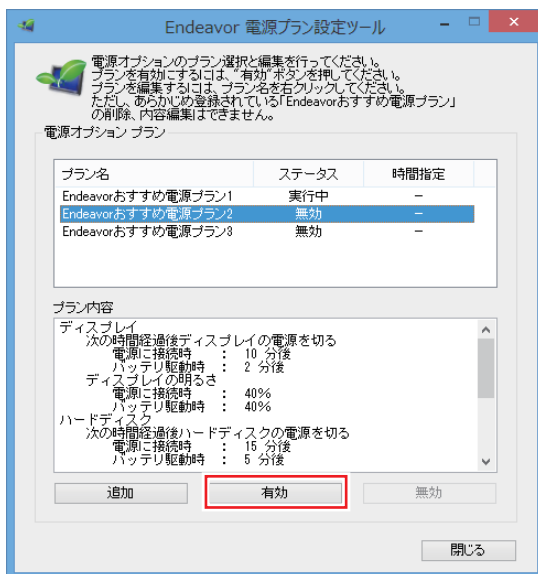 Endeavor 電源プラン設定ツール
電源オプションのプラン選択と編集を行ってください。
プランを有効にするには、"有効"ボタンを押してください。
プランを編集するには、プラン名を右クリックしてください。
ただし、あらかじめ登録されている「Endeavorおすすめ電源プラン」
の削除、内容編集はできません。
電源オプション プラン
プラン名 ステータス 時間指定
Endeavorおすすめ電源プラン1 実行中 －
Endeavorおすすめ電源プラン2 無効 －
Endeavorおすすめ電源プラン3 無効 －
プラン内容
ディスプレイ
次の時間経過後ディスプレイの電源を切る
電源に接続時 : 10 分後
バッテリ駆動時 : 2 分後
ディスプレイの明るさ
電源に接続時 : 40%
バッテリ駆動時 : 40%
ハードディスク
次の時間経過後ハードディスクの電源を切る
電源に接続時 : 15 分後
バッテリ駆動時 : 5 分後
追加 有効 無効
閉じる